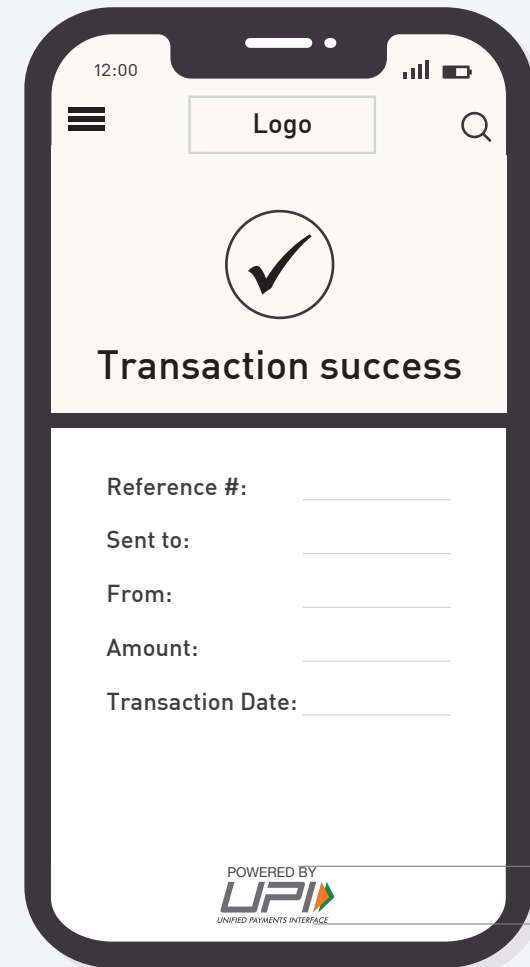 12:00
Logo
Transaction success
Reference #:
Sent to:
From:
Amount:
Transaction Date:
POWERED BY
UPI
UNIFIED PAYMENTS INTERFACE